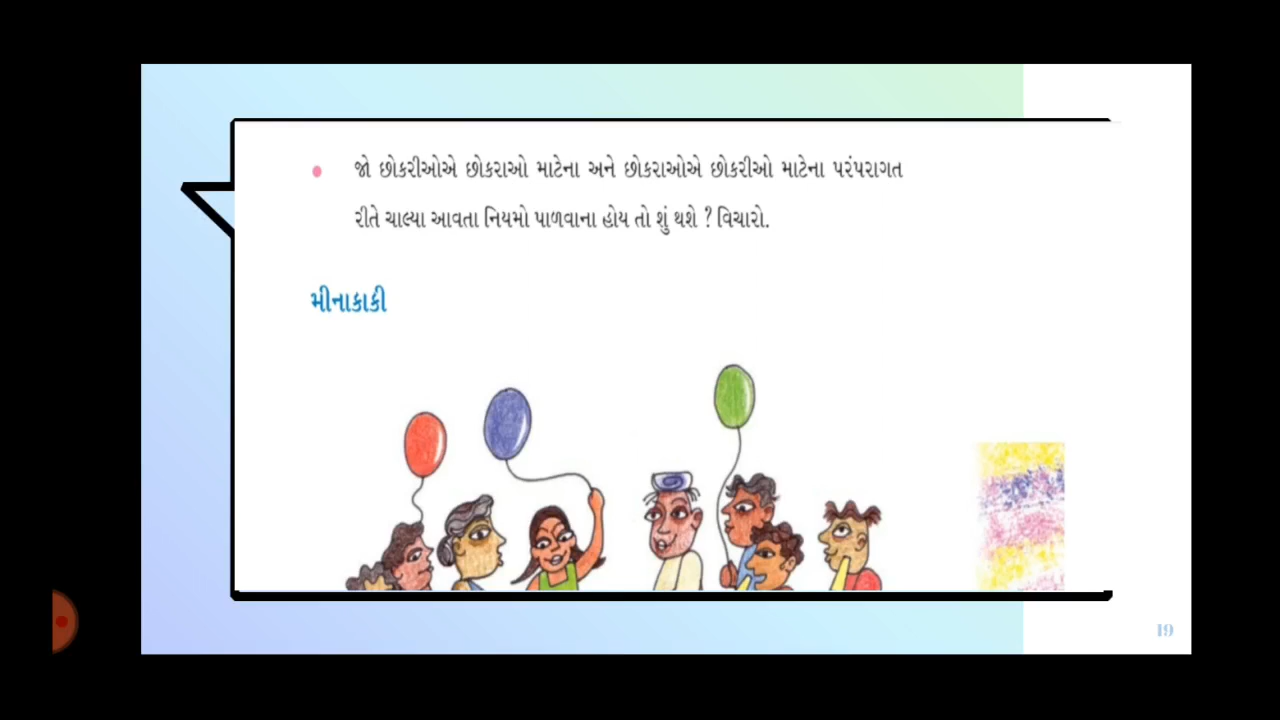 જો છોકરીઓએ છોકરાઓ માટેના અને છોકરાઓએ છોકરીઓ માટેના પરંપરાગત
રીતે ચાલ્યા આવતા નિયમો પાળવાના હોય તો શું થશે ? વિચારો.
મીનાકાકી
19